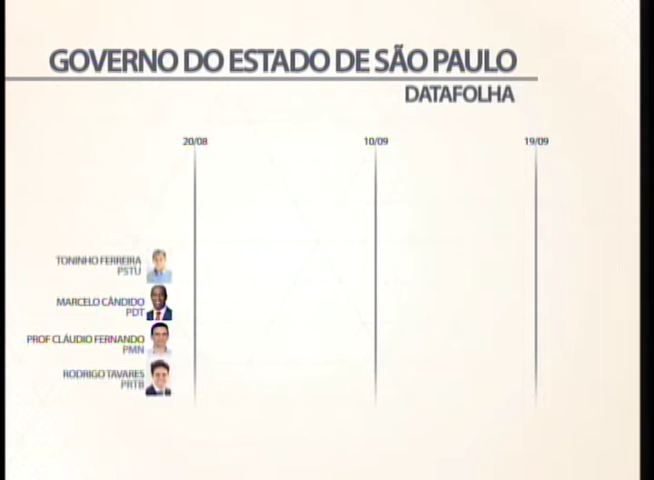 GOVERNO DO ESTADO DE SÃO PAULO
DATAFOLHA
20/08 10/09 19/09
TONINHO FERREIRA
PSTU
MARCELO CÂNDIDO
PDT
PROF CLÁUDIO FERNANDO
PMN
RODRIGO TAVARES
PRTB